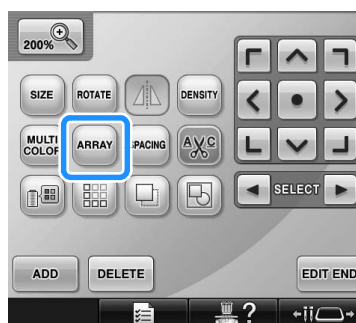 200%
SIZE
ROTATE
DENSITY
MULTI
COLOR
ARRAY
SPACING
A
C
SELECT
ADD
DELETE
EDIT END
?